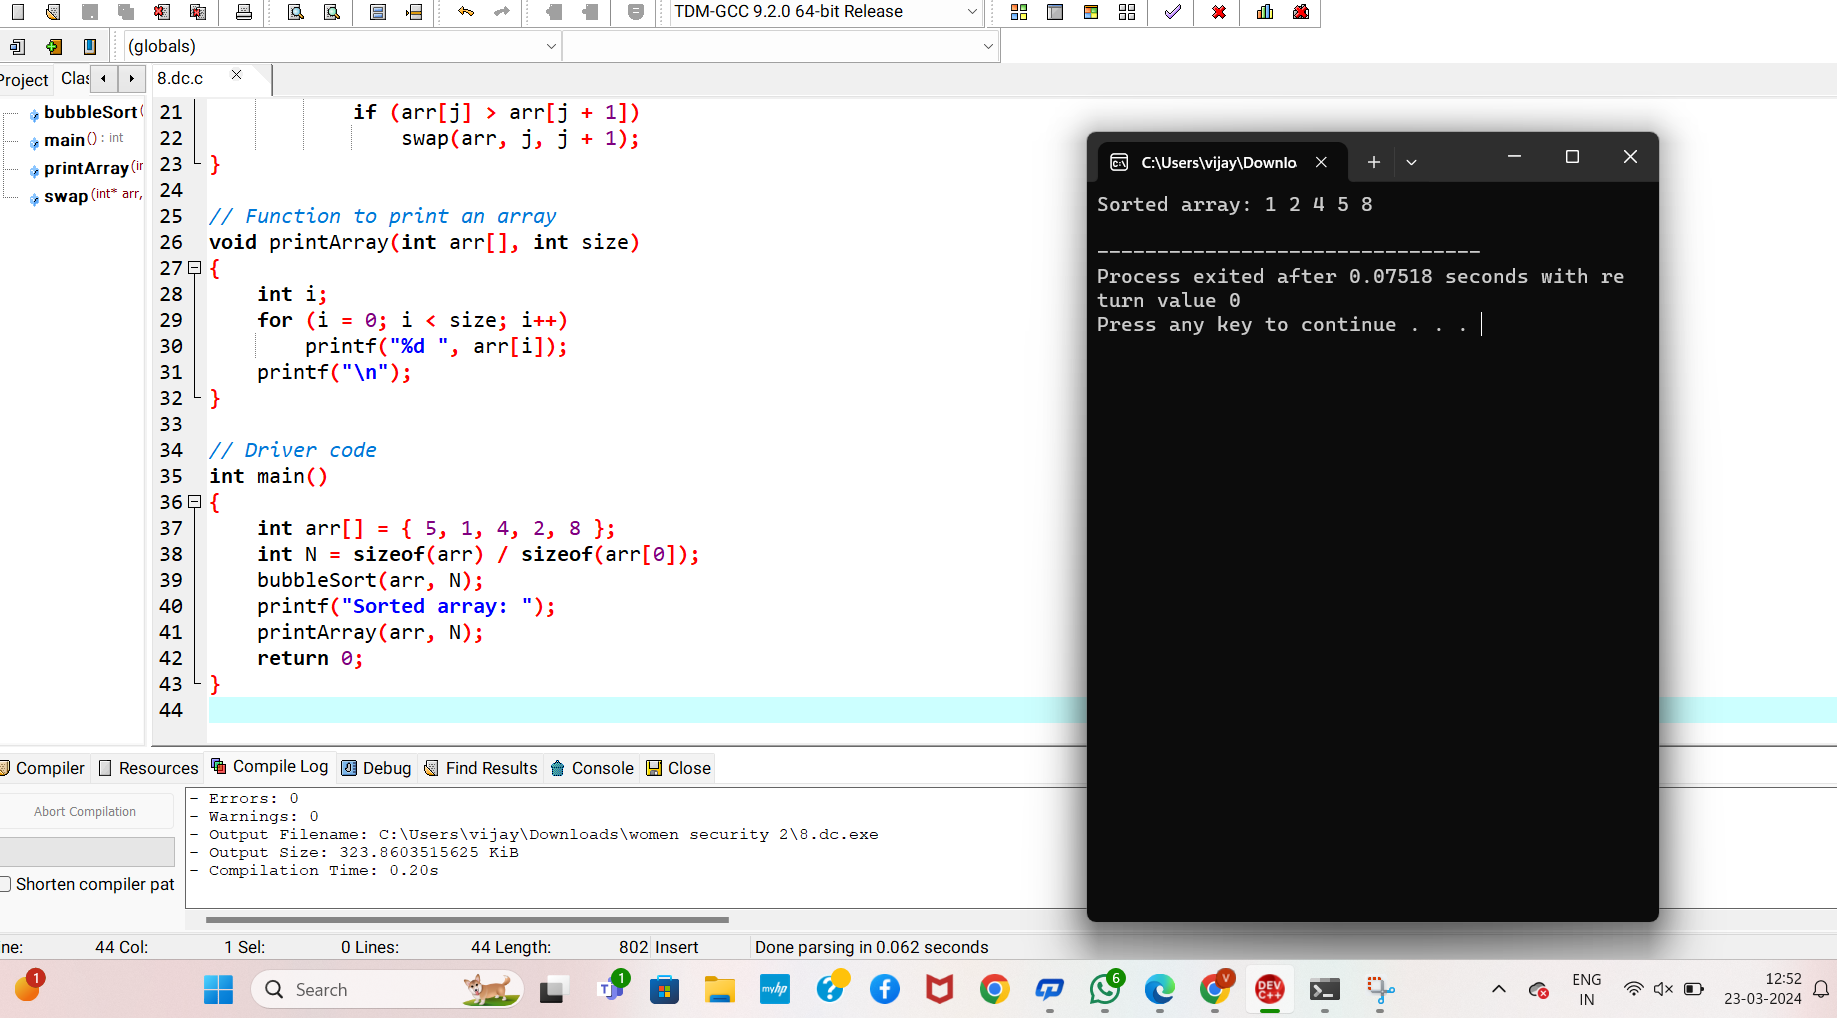 TDM-GCC 9.2.0 64-bit Release
(globals)
Project
8.dc.c
bubbleSort
main() : int
printArray
swap (int* arr,
21 if (arr[j] > arr[j + 1])
22 swap(arr, j, j + 1);
23 }
24
25 // Function to print an array
26 void printArray(int arr[], int size)
27 {
28 int i;
29 for (i = 0; i < size; i++)
30 printf("%d ", arr[i]);
31 printf("\n");
32 }
33
34 // Driver code
35 int main()
36 {
37 int arr[] = { 5, 1, 4, 2, 8 };
38 int N = sizeof(arr) / sizeof(arr[0]);
39 bubbleSort(arr, N);
40 printf("Sorted array: ");
41 printArray(arr, N);
42 return 0;
43 }
44
C:\Users\vijay\Downlo
Sorted array: 1 2 4 5 8
--------------------------------
Process exited after 0.07518 seconds with re
turn value 0
Press any key to continue . . .
Compiler Resources Compile Log Debug Find Results Console Close
Abort Compilation
Shorten compiler pat
- Errors: 0
- Warnings: 0
- Output Filename: C:\Users\vijay\Downloads\women security 2\8.dc.exe
- Output Size: 323.8603515625 KiB
- Compilation Time: 0.20s
ne: 44 Col: 1 Sel: 0 Lines: 44 Length: 802 Insert Done parsing in 0.062 seconds
1
Search
1
myhp
6
V
DEV
C++
ENG
IN
12:52
23-03-2024